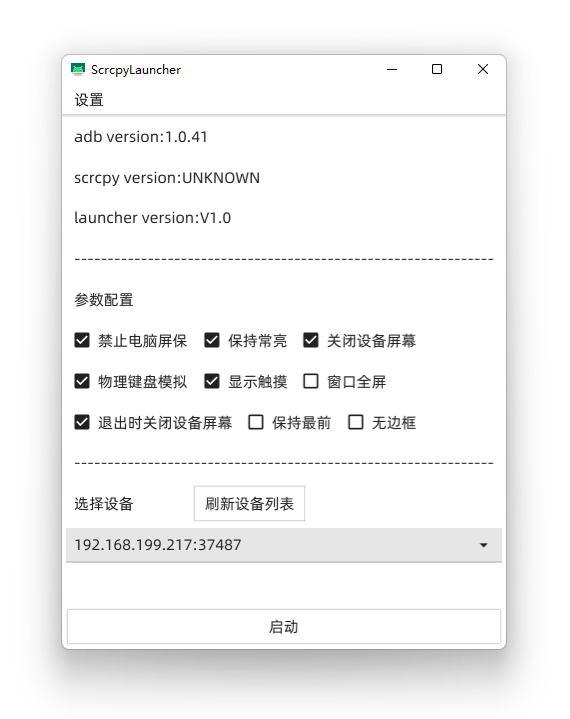 ScrcpyLauncher
设置
adb version:1.0.41
scrcpy version:UNKNOWN
launcher version:V1.0
----------------------------------------------------------------
参数配置
禁止电脑屏保 保持常亮 关闭设备屏幕
物理键盘模拟 显示触摸 窗口全屏
退出时关闭设备屏幕 保持最前 无边框
----------------------------------------------------------------
选择设备 刷新设备列表
192.168.199.217:37487
启动